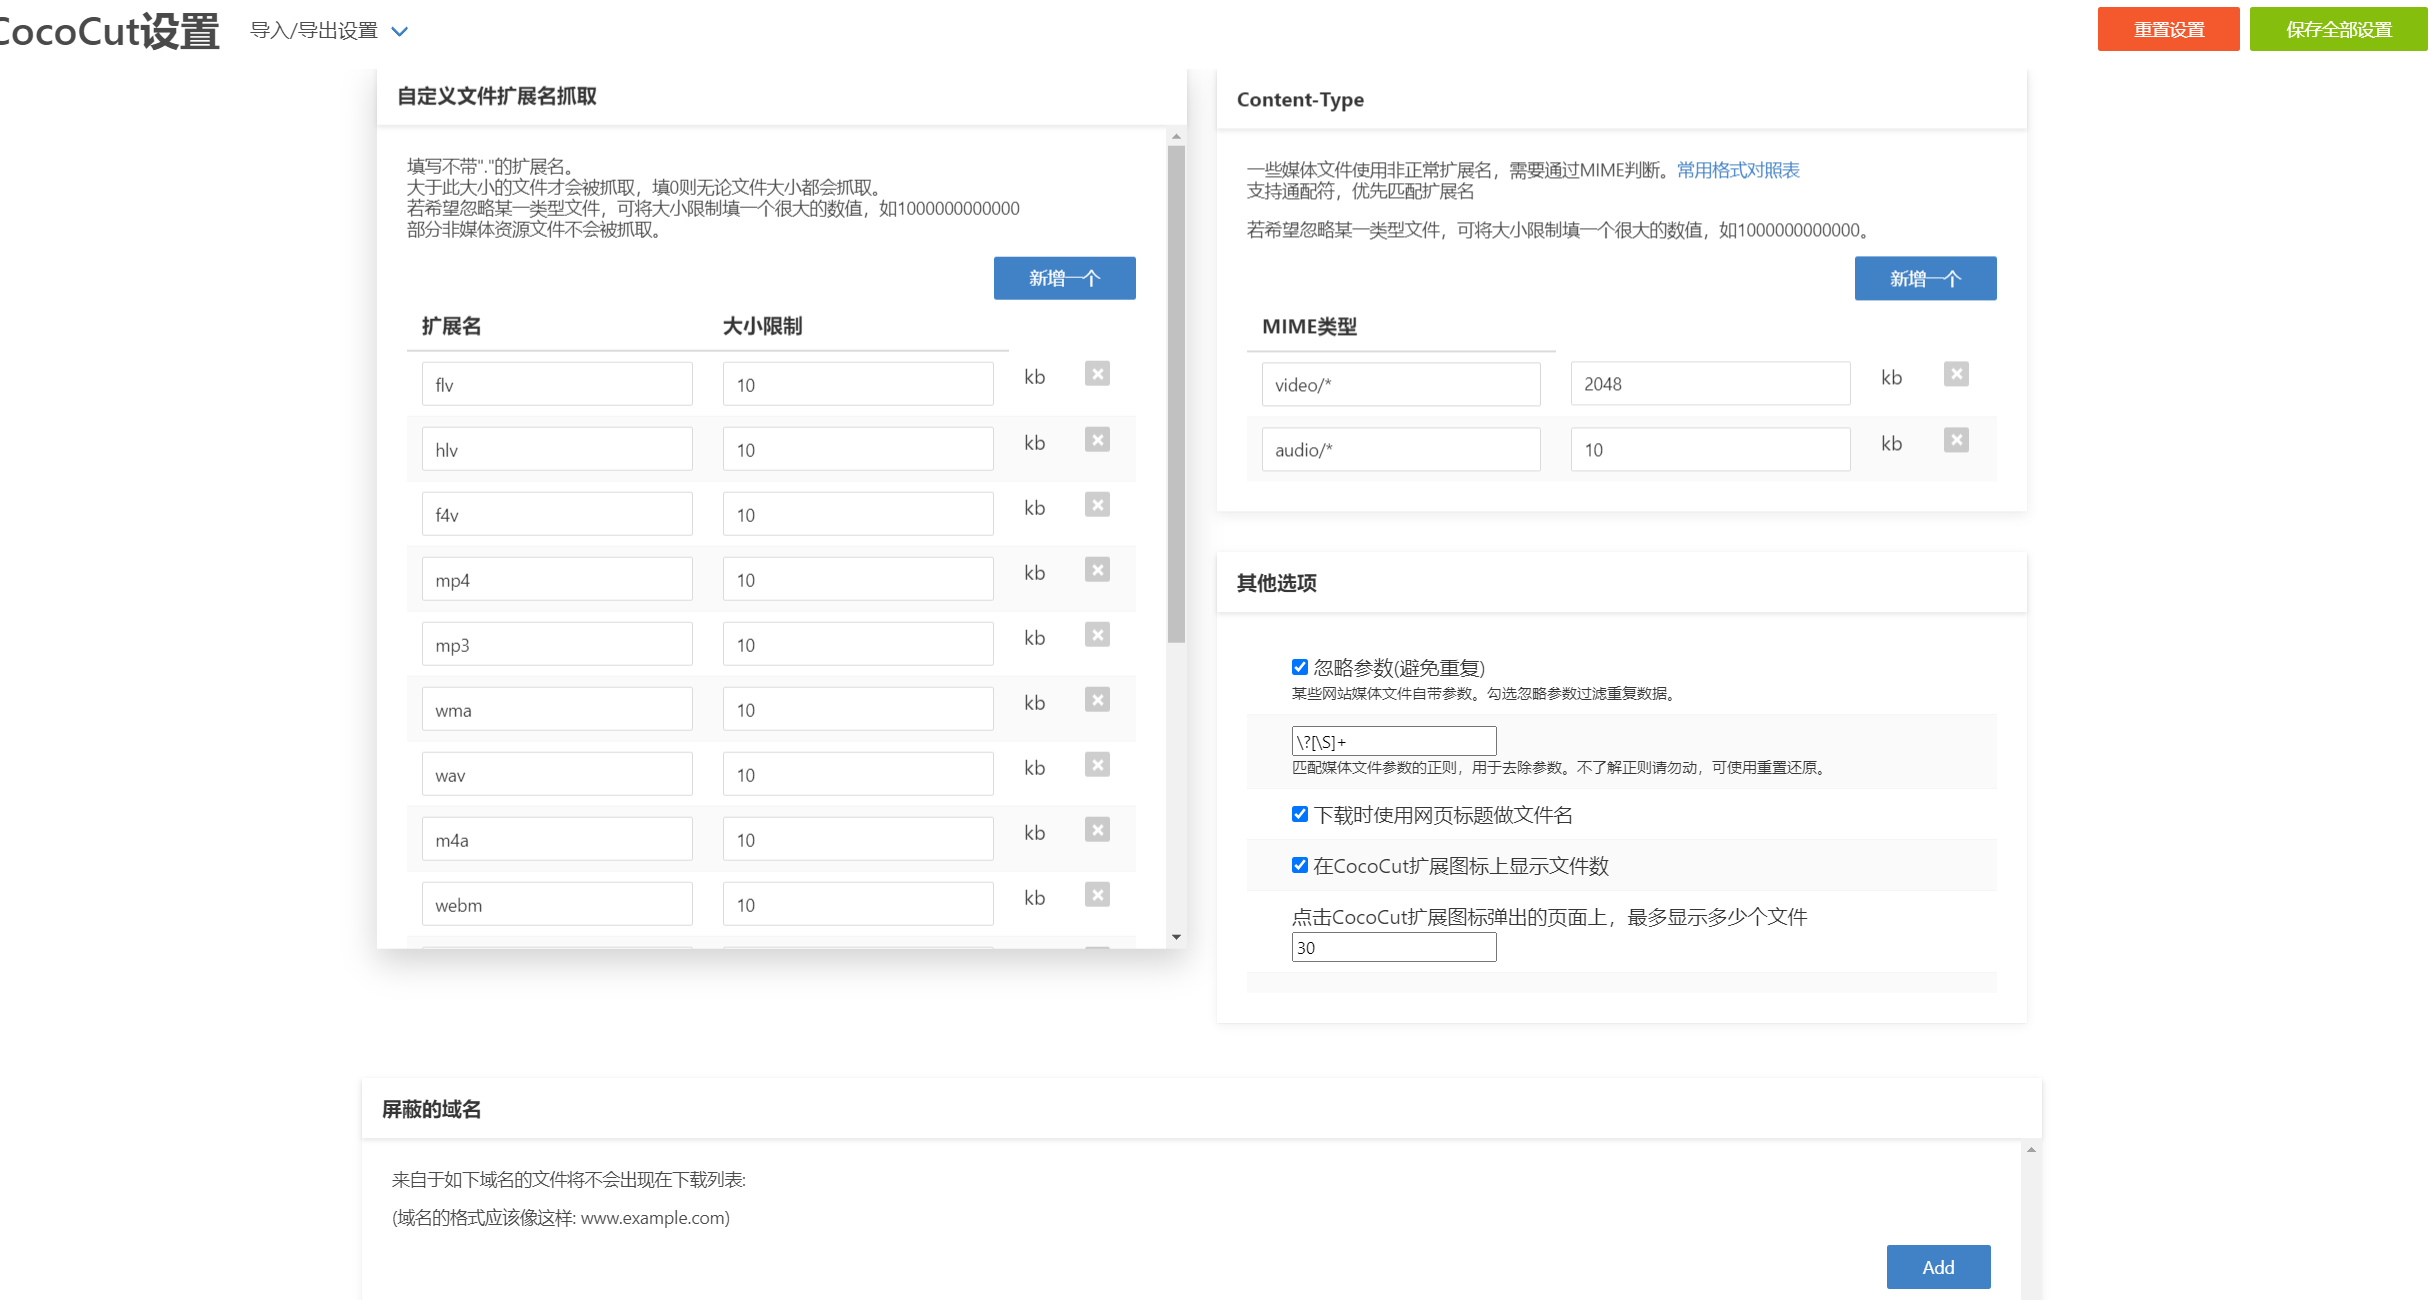 CocoCut设置
导入/导出设置
重置设置
保存全部设置
自定义文件扩展名抓取
填写不带"."的扩展名。
大于此大小的文件才会被抓取，填0则无论文件大小都会抓取。
若希望忽略某一类型文件，可将大小限制填一个很大的数值，如1000000000000
部分非媒体资源文件不会被抓取。
新增一个
扩展名 大小限制
flv 10 kb
hlv 10 kb
f4v 10 kb
mp4 10 kb
mp3 10 kb
wma 10 kb
wav 10 kb
m4a 10 kb
webm 10 kb
Content-Type
一些媒体文件使用非正常扩展名，需要通过MIME判断。常用格式对照表
支持通配符，优先匹配扩展名
若希望忽略某一类型文件，可将大小限制填一个很大的数值，如1000000000000。
新增一个
MIME类型
video/* 2048 kb
audio/* 10 kb
其他选项
忽略参数(避免重复)
某些网站媒体文件自带参数。勾选忽略参数过滤重复数据。
\?[\S]+
匹配媒体文件参数的正则，用于去除参数。不了解正则请勿动，可使用重置还原。
下载时使用网页标题做文件名
在CocoCut扩展图标上显示文件数
点击CocoCut扩展图标弹出的页面上，最多显示多少个文件
30
屏蔽的域名
来自于如下域名的文件将不会出现在下载列表:
(域名的格式应该像这样: www.example.com)
Add